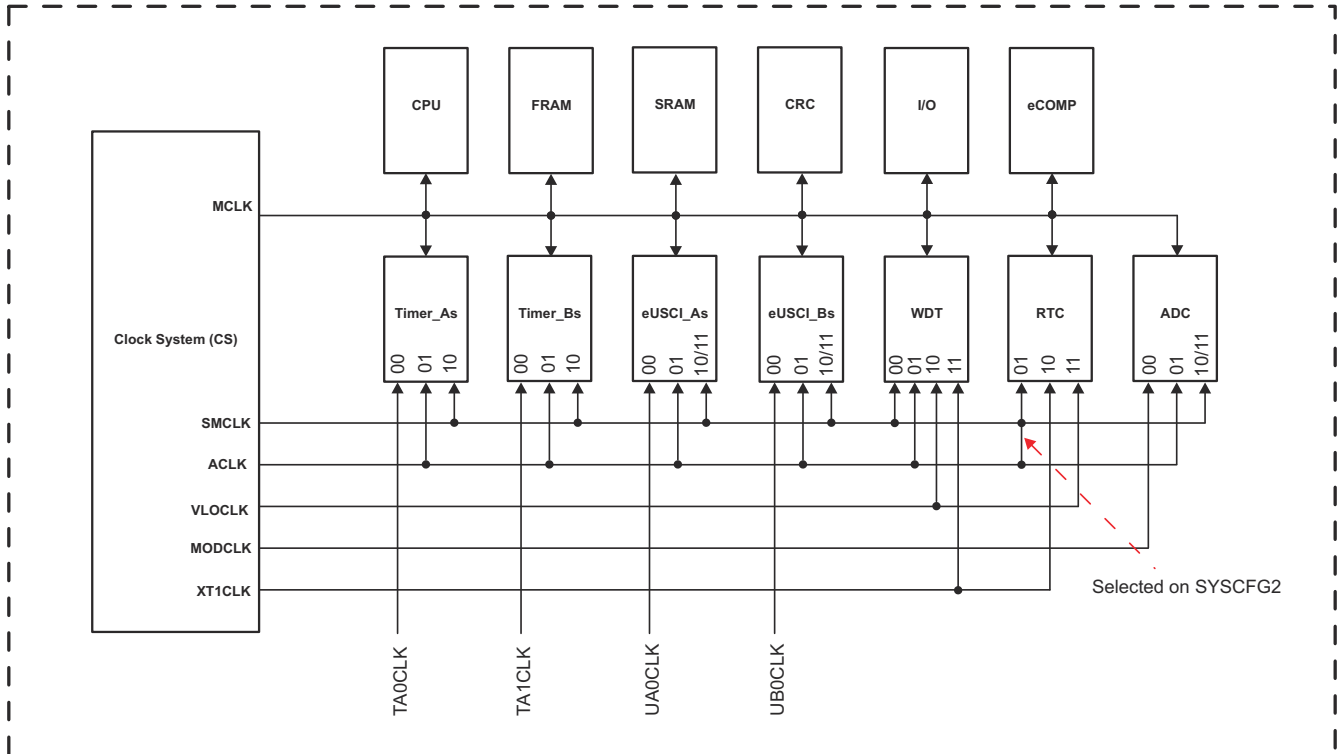 CPU
FRAM
SRAM
CRC
I/O
eCOMP
MCLK
Clock System (CS)
Timer_As
00
01
10
Timer_Bs
00
01
10
eUSCI_As
00
01
10/11
eUSCI_Bs
00
01
10/11
WDT
00
01
10
11
RTC
01
10
11
ADC
00
01
10/11
SMCLK
ACLK
VLOCLK
MODCLK
XT1CLK
Selected on SYSCFG2
TA0CLK
TA1CLK
UA0CLK
UB0CLK